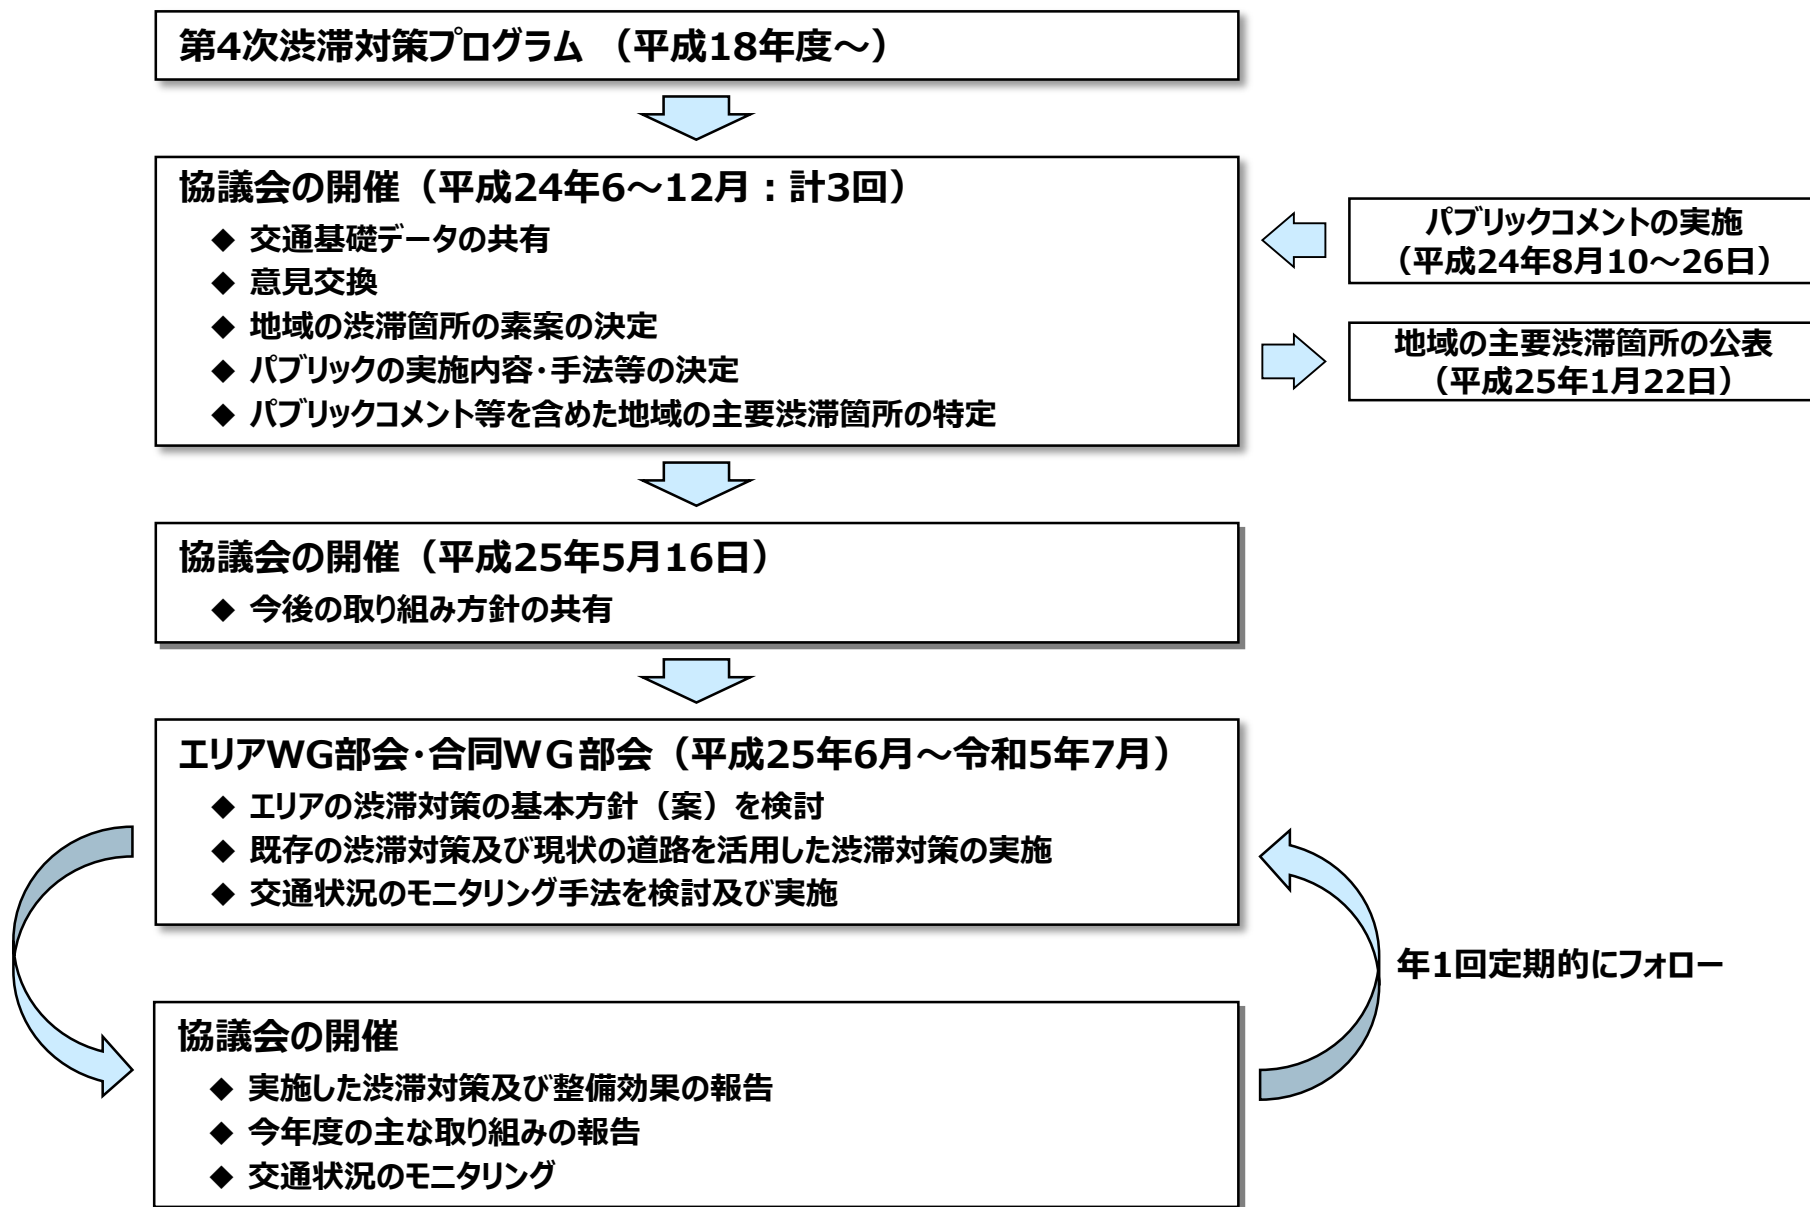 第4次渋滞対策プログラム （平成18年度～）
協議会の開催（平成24年6～12月：計3回）
◆ 交通基礎データの共有
◆ 意見交換
◆ 地域の渋滞箇所の素案の決定
◆ パブリックの実施内容・手法等の決定
◆ パブリックコメント等を含めた地域の主要渋滞箇所の特定
パブリックコメントの実施
（平成24年8月10～26日）
地域の主要渋滞箇所の公表
（平成25年1月22日）
協議会の開催（平成25年5月16日）
◆ 今後の取り組み方針の共有
エリアWG部会・合同WＧ部会（平成25年6月～令和5年7月）
◆ エリアの渋滞対策の基本方針（案）を検討
◆ 既存の渋滞対策及び現状の道路を活用した渋滞対策の実施
◆ 交通状況のモニタリング手法を検討及び実施
年1回定期的にフォロー
協議会の開催
◆ 実施した渋滞対策及び整備効果の報告
◆ 今年度の主な取り組みの報告
◆ 交通状況のモニタリング